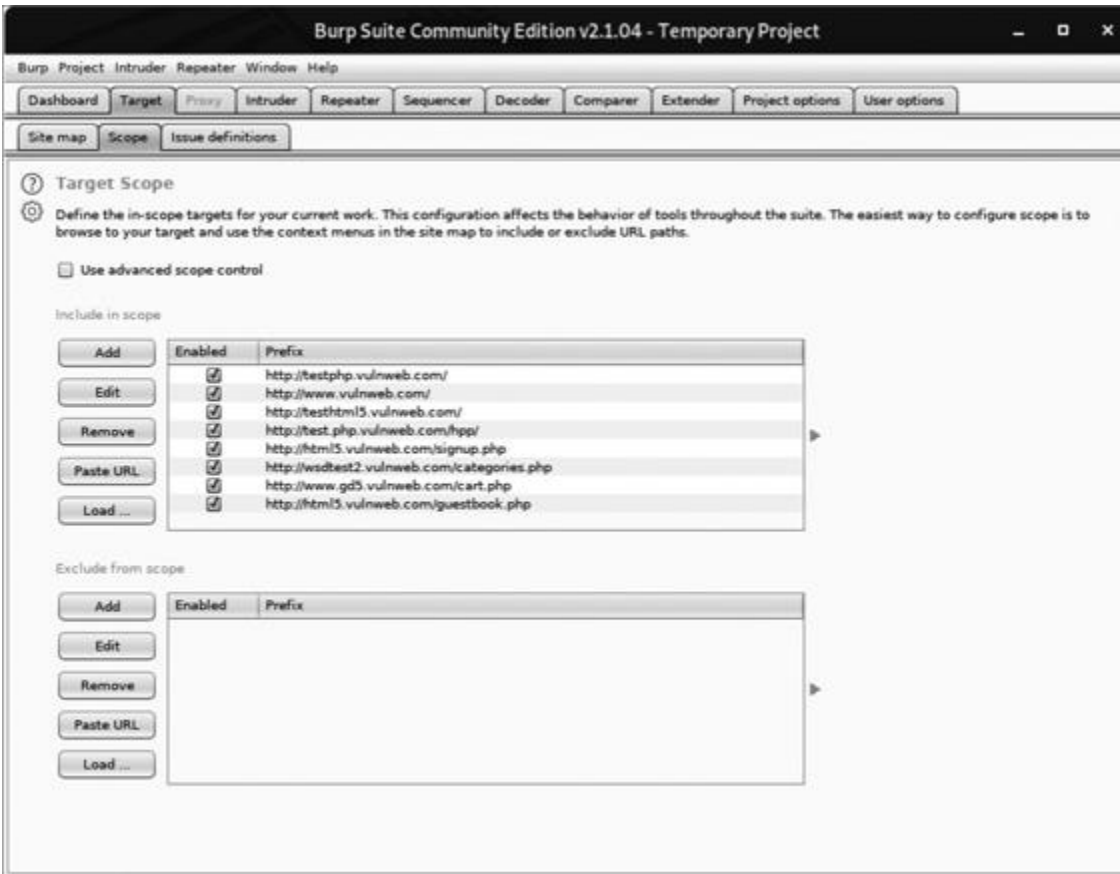 Burp Suite Community Edition v2.1.04 - Temporary Project
Burp Project Intruder Repeater Window Help
Dashboard Target Proxy Intruder Repeater Sequencer Decoder Comparer Extender Project options User options
Site map Scope Issue definitions
Target Scope
Define the in-scope targets for your current work. This configuration affects the behavior of tools throughout the suite. The easiest way to configure scope is to
browse to your target and use the context menus in the site map to include or exclude URL paths.
Use advanced scope control
Include in scope
Add
Edit
Remove
Paste URL
Load ...
Enabled Prefix
http://testphp.vulnweb.com/
http://www.vulnweb.com/
http://testhtml5.vulnweb.com/
http://test.php.vulnweb.com/hpp/
http://html5.vulnweb.com/signup.php
http://wsdtest2.vulnweb.com/categories.php
http://www.gd5.vulnweb.com/cart.php
http://html5.vulnweb.com/guestbook.php
Exclude from scope
Add
Edit
Remove
Paste URL
Load ...
Enabled Prefix